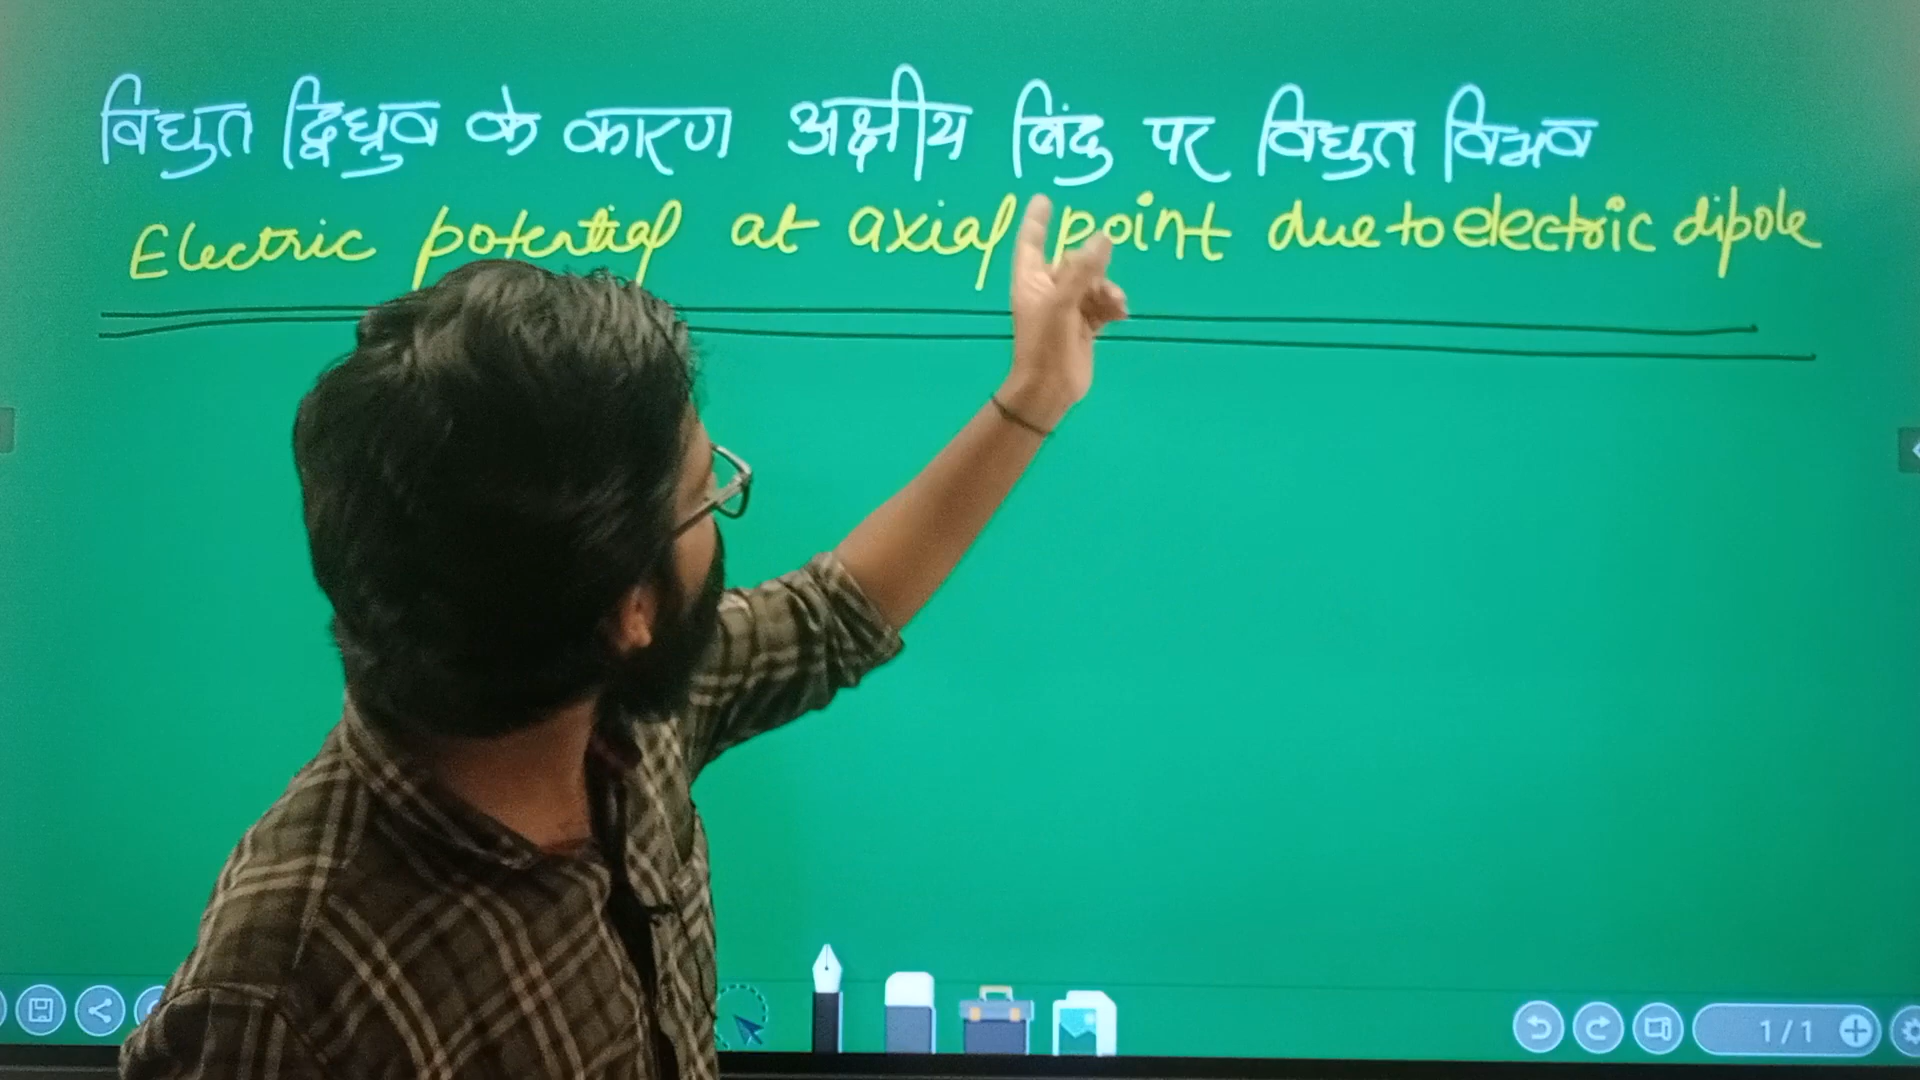 विद्युत द्विध्रुव के कारण अक्षीय बिंदु पर विद्युत विभव
Electric potential at axial point due to electric dipole
1/1